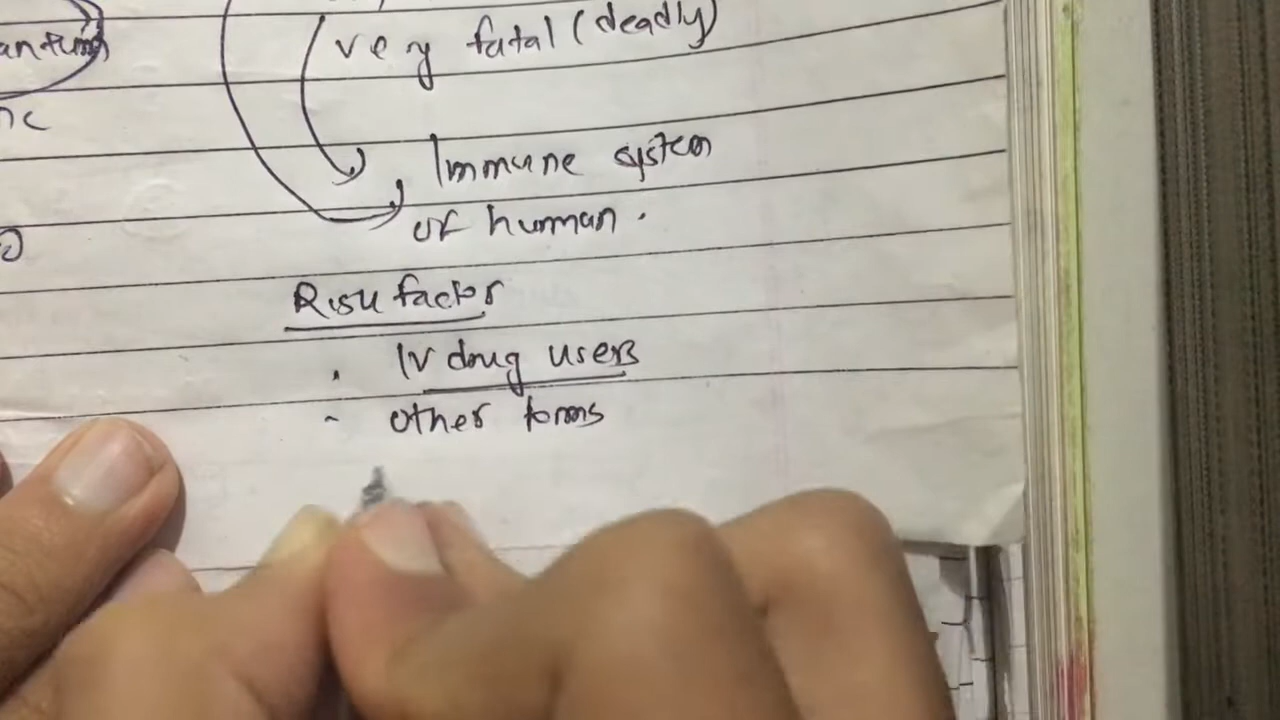 very fatal (deadly)
Immune system
of human.
Risk factor
. IV drug users
- other forms